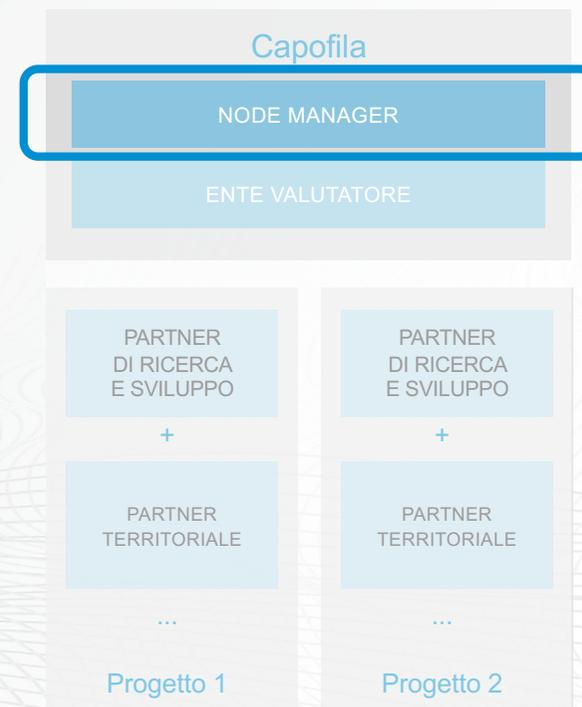 Capofila
NODE MANAGER
ENTE VALUTATORE
PARTNER
DI RICERCA
E SVILUPPO
+
PARTNER
TERRITORIALE
...
Progetto 1
PARTNER
DI RICERCA
E SVILUPPO
+
PARTNER
TERRITORIALE
...
Progetto 2